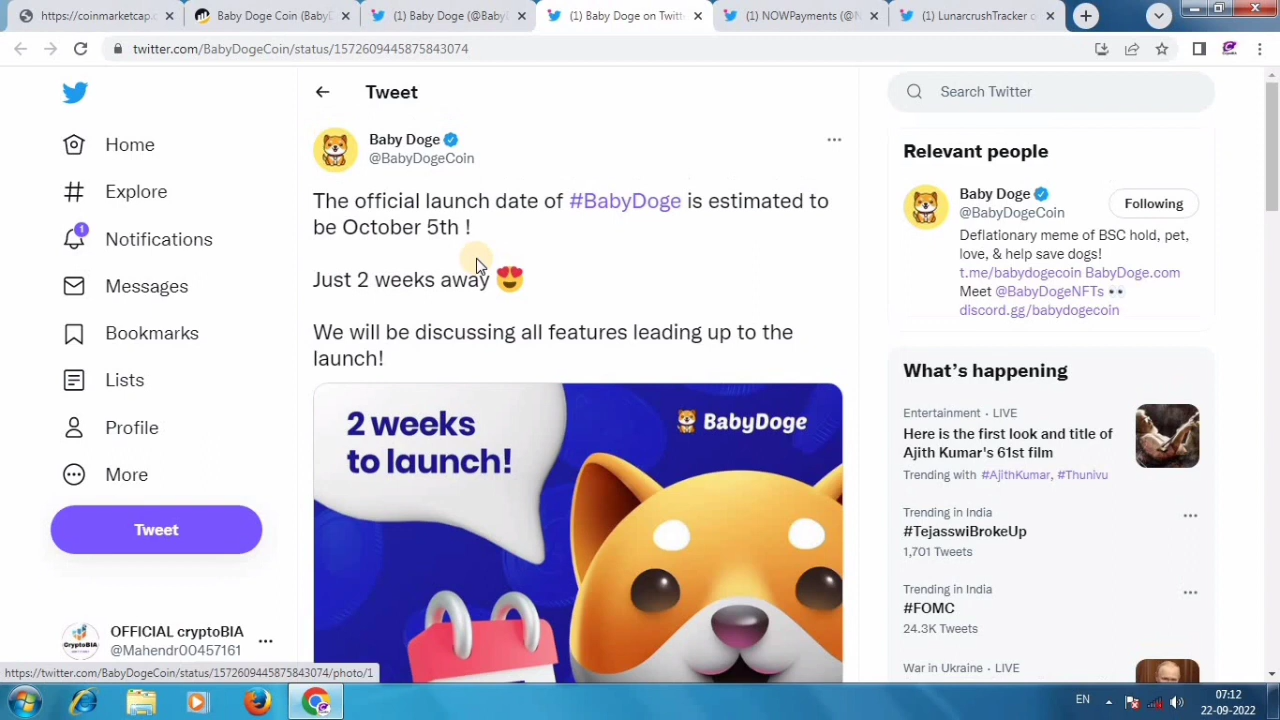 https://coinmarketcap.
Baby Doge Coin (Baby
(1) Baby Doge (@Baby
(1) Baby Doge on Twitt
(1) NOWPayments (@N
(1) LunarcrushTracker o
twitter.com/BabyDogeCoin/status/1572609445875843074
Tweet
Search Twitter
Home
Explore
1
Notifications
Messages
Bookmarks
Lists
Profile
More
Tweet
OFFICIAL cryptoBIA
@Mahendr00457161
CryptoBIA
Baby Doge
@BabyDogeCoin
The official launch date of #BabyDoge is estimated to
be October 5th !
Just 2 weeks away 😍
We will be discussing all features leading up to the
launch!
2 weeks
to launch!
BabyDoge
Relevant people
Baby Doge
@BabyDogeCoin
Following
Deflationary meme of BSC hold, pet,
love, & help save dogs!
t.me/babydogecoin BabyDoge.com
Meet @BabyDogeNFTs 👀
discord.gg/babydogecoin
What's happening
Entertainment · LIVE
Here is the first look and title of
Ajith Kumar's 61st film
Trending with #AjithKumar, #Thunivu
Trending in India
#TejasswiBrokeUp
1,701 Tweets
Trending in India
#FOMC
24.3K Tweets
War in Ukraine · LIVE
https://twitter.com/BabyDogeCoin/status/1572609445875843074/photo/1
EN
07:12
22-09-2022